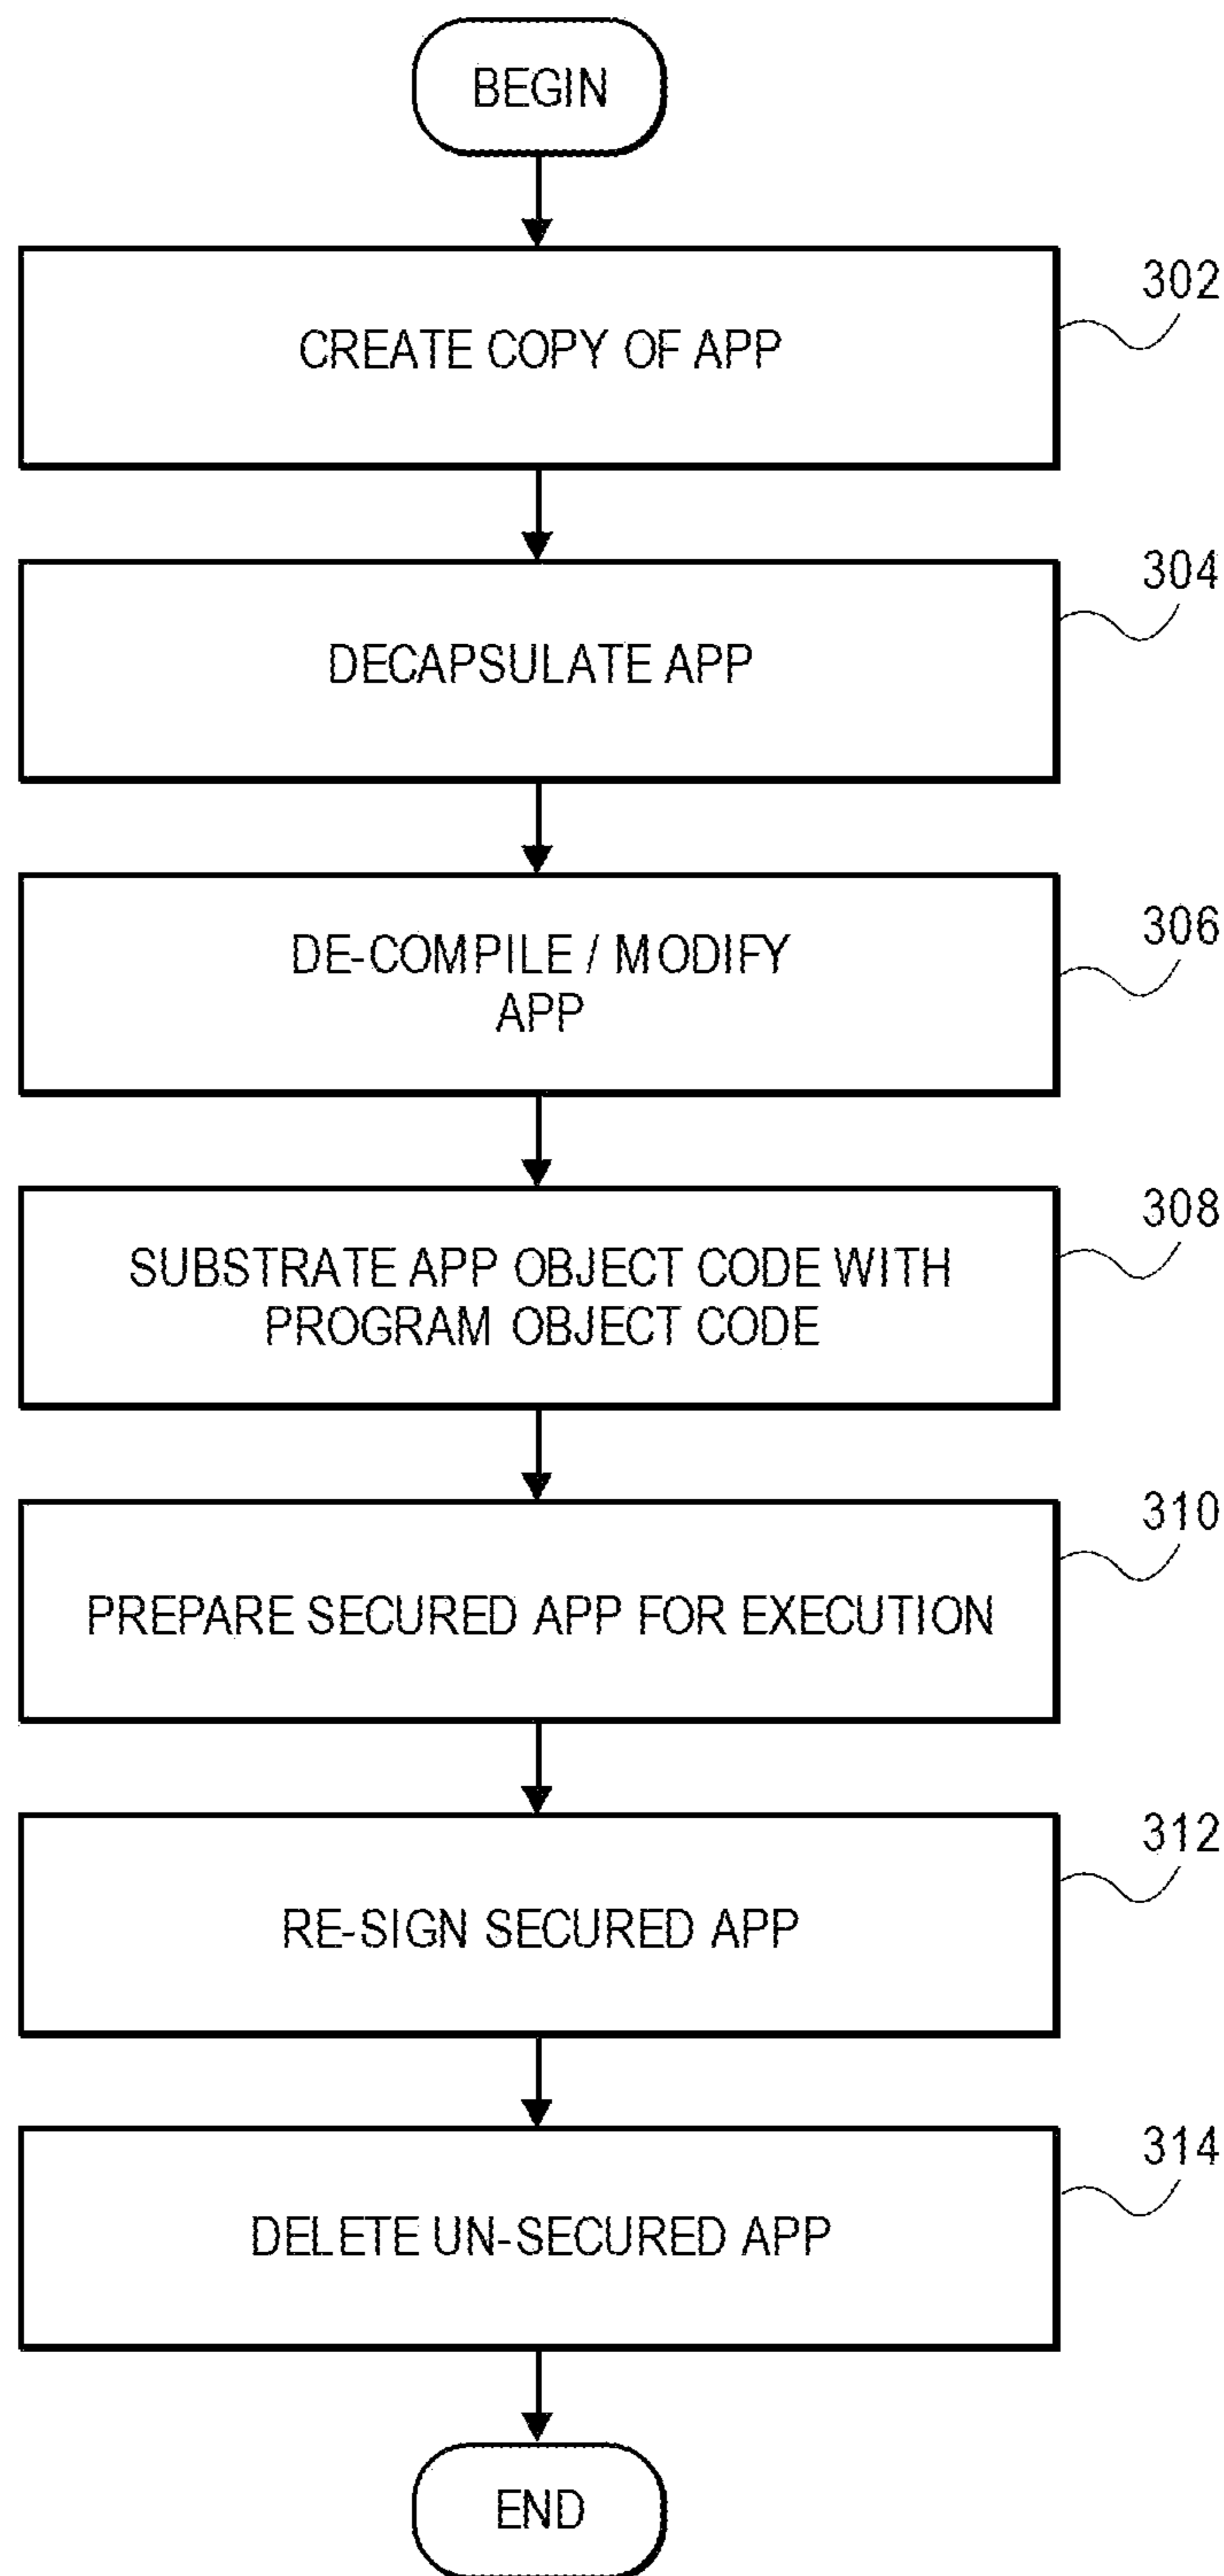 BEGIN
CREATE COPY OF APP
302
DECAPSULATE APP
304
DE-COMPILE / MODIFY
APP
306
SUBSTRATE APP OBJECT CODE WITH
PROGRAM OBJECT CODE
308
PREPARE SECURED APP FOR EXECUTION
310
RE-SIGN SECURED APP
312
DELETE UN-SECURED APP
314
END